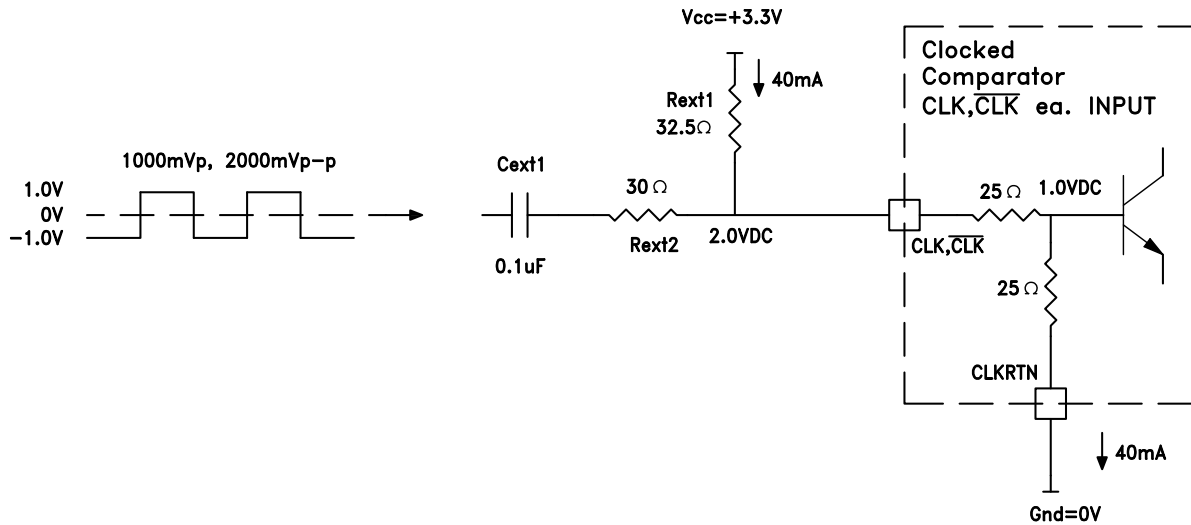 Vcc=+3.3V
40mA
Rext1
32.5Ω
Clocked
Comparator
CLK,CLK ea. INPUT
1000mVp, 2000mVp-p
1.0V
0V
-1.0V
Cext1
0.1uF
30Ω
Rext2
2.0VDC
CLK,CLK
25Ω
1.0VDC
25Ω
CLKRTN
40mA
Gnd=0V